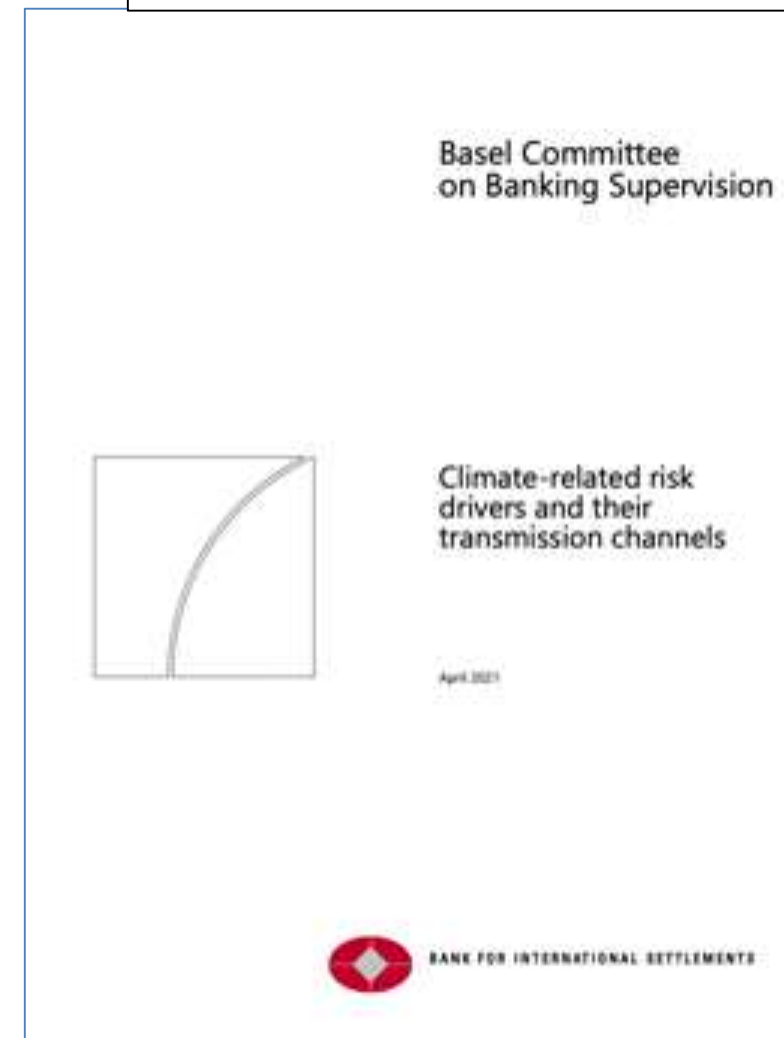 Basel Committee
on Banking Supervision
Climate-related risk
drivers and their
transmission channels
April 2021
BANK FOR INTERNATIONAL SETTLEMENTS